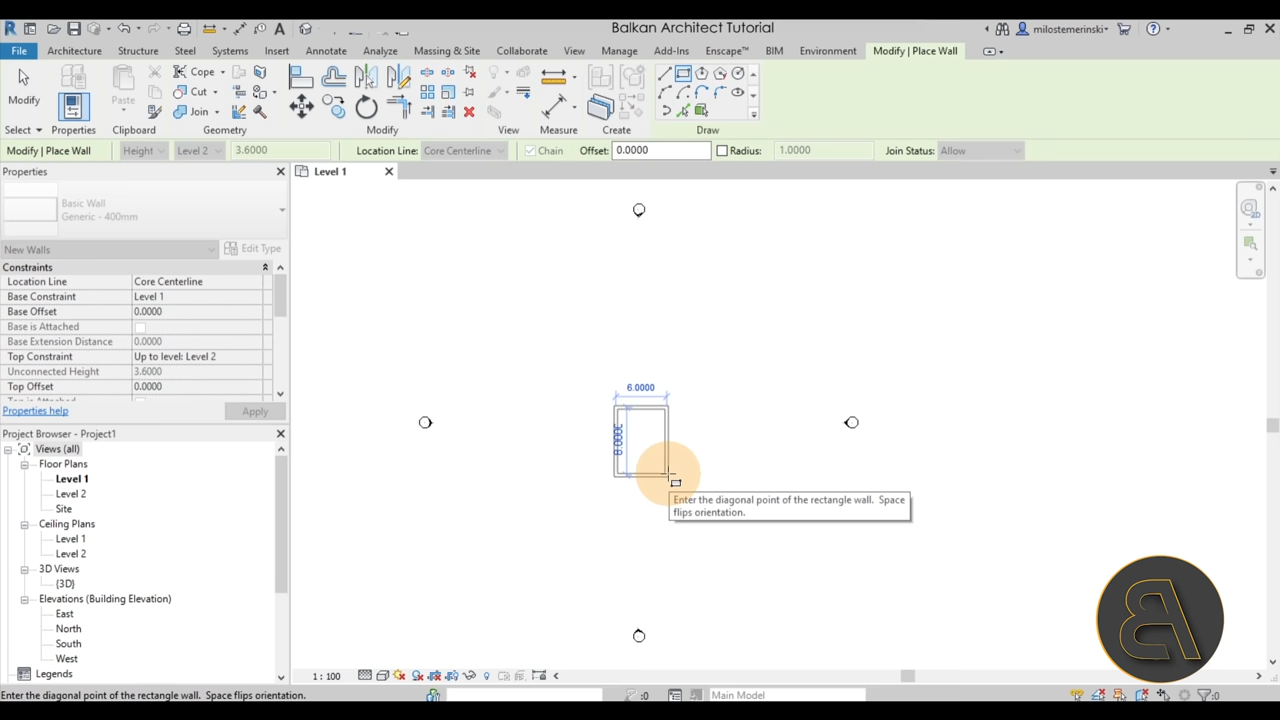 Balkan Architect Tutorial
milostemerinski
File Architecture Structure Steel Systems Insert Annotate Analyze Massing & Site Collaborate View Manage Add-Ins Enscape™ BIM Environment Modify | Place Wall
Modify
Paste
Cope
Cut
Join
Select Properties Clipboard Geometry Modify View Measure Create Draw
Modify | Place Wall Height Level 2 3.6000 Location Line: Core Centerline Chain Offset: 0.0000 Radius: 1.0000 Join Status: Allow
Properties
Level 1
Basic Wall
Generic - 400mm
New Walls Edit Type
Constraints
Location Line Core Centerline
Base Constraint Level 1
Base Offset 0.0000
Base is Attached
Base Extension Distance 0.0000
Top Constraint Up to level: Level 2
Unconnected Height 3.6000
Top Offset 0.0000
Top is Attached
Properties help Apply
6.0000
8.0000
Enter the diagonal point of the rectangle wall. Space
flips orientation.
Project Browser - Project1
Views (all)
Floor Plans
Level 1
Level 2
Site
Ceiling Plans
Level 1
Level 2
3D Views
{3D}
Elevations (Building Elevation)
East
North
South
West
Legends
1 : 100
Enter the diagonal point of the rectangle wall. Space flips orientation.
:0
Main Model
:0